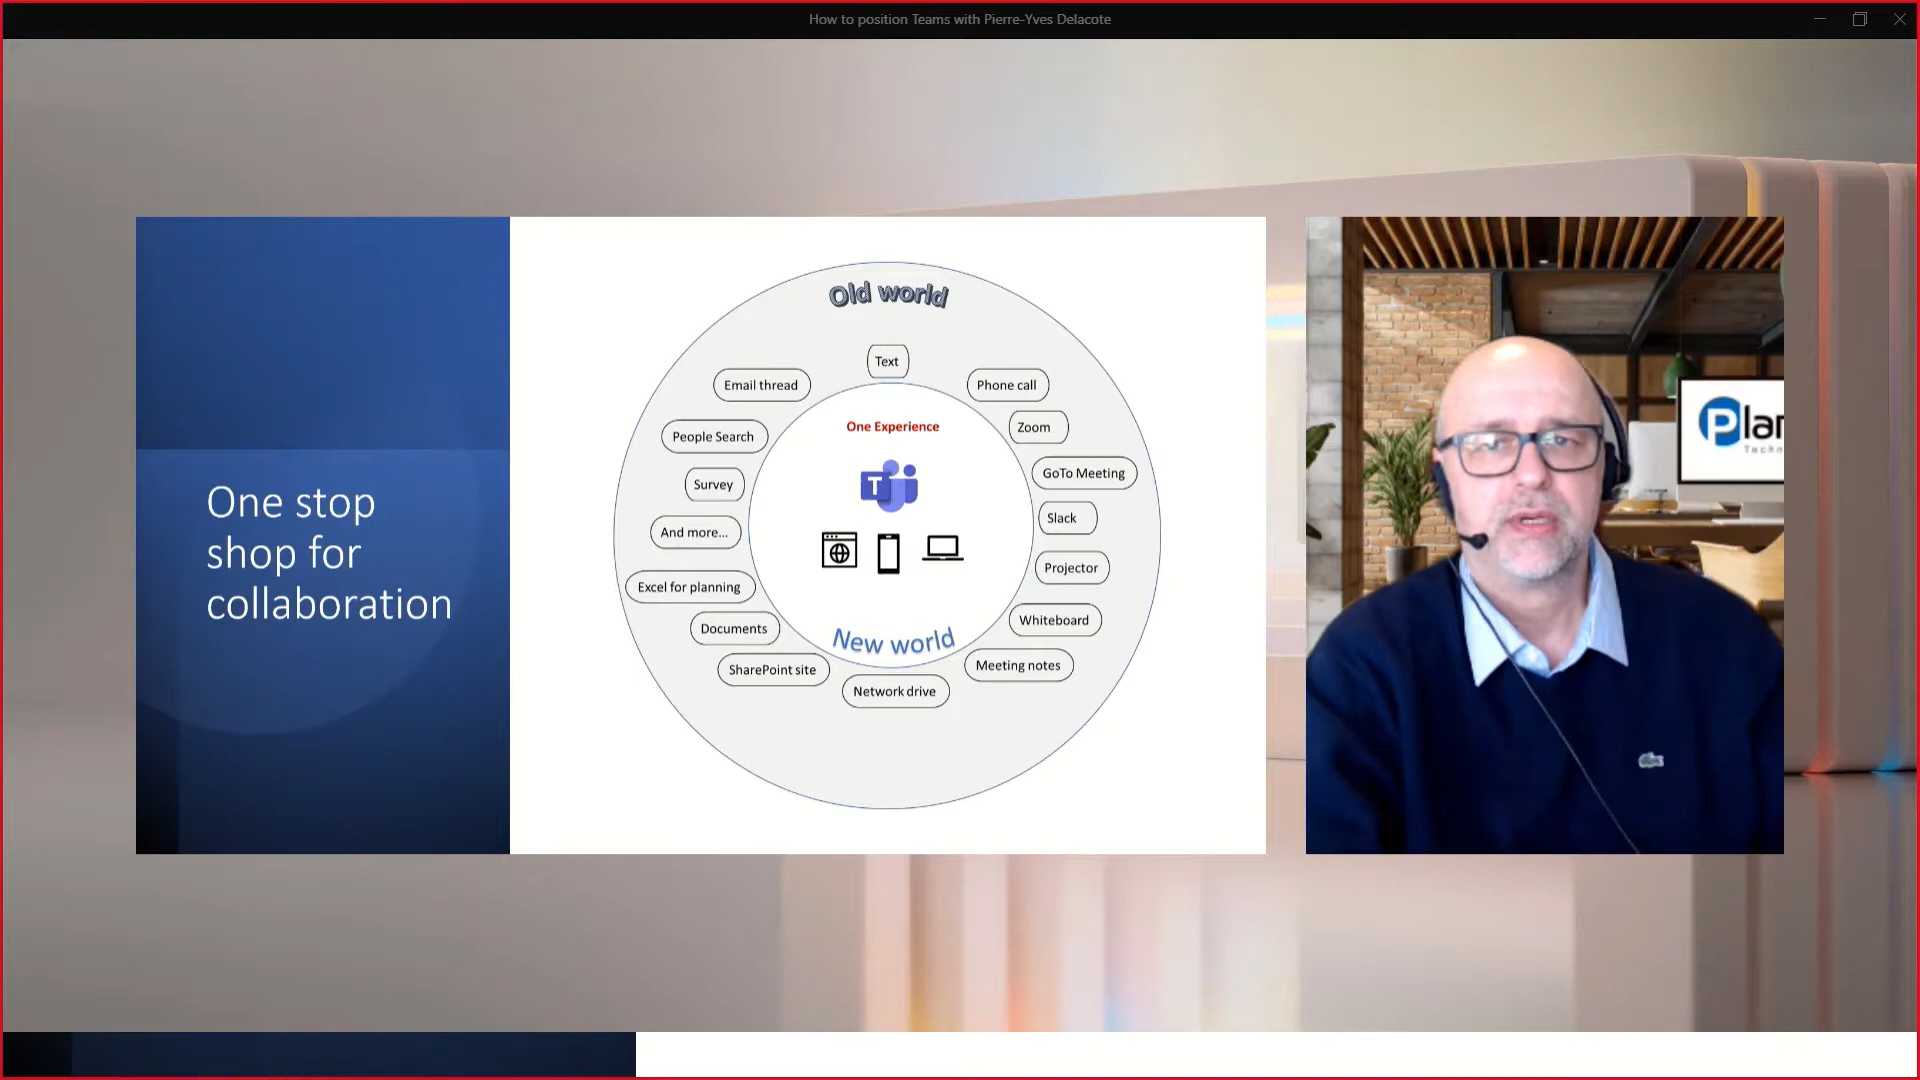 How to position Teams with Pierre-Yves Delacote
One stop
shop for
collaboration
Old world
Text
Email thread
Phone call
People Search
One Experience
Zoom
Survey
T
GoTo Meeting
And more...
Slack
Excel for planning
Projector
Documents
New world
Whiteboard
SharePoint site
Meeting notes
Network drive
Plan
Techn